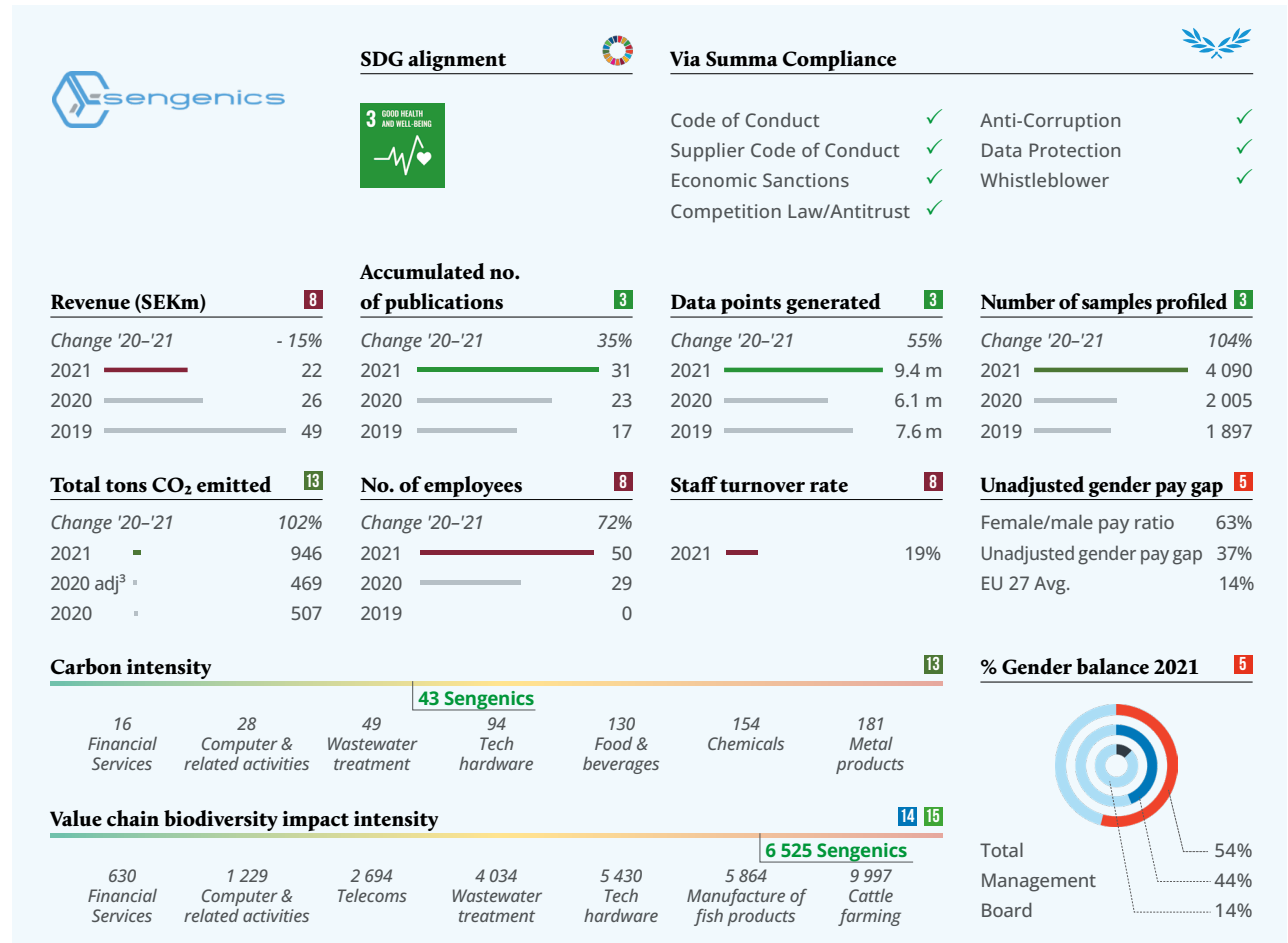 sengenics
SDG alignment
3 GOOD HEALTH
AND WELL-BEING
Via Summa Compliance
Code of Conduct
Supplier Code of Conduct
Economic Sanctions
Competition Law/Antitrust
Anti-Corruption
Data Protection
Whistleblower
Revenue (SEKm) 8
Change '20–'21 - 15%
2021 22
2020 26
2019 49
Accumulated no.
of publications 3
Change '20–'21 35%
2021 31
2020 23
2019 17
Data points generated 3
Change '20–'21 55%
2021 9.4 m
2020 6.1 m
2019 7.6 m
Number of samples profiled 3
Change '20–'21 104%
2021 4 090
2020 2 005
2019 1 897
Total tons CO₂ emitted 13
Change '20–'21 102%
2021 946
2020 adj³ 469
2020 507
No. of employees 8
Change '20–'21 72%
2021 50
2020 29
2019 0
Staff turnover rate 8
2021 19%
Unadjusted gender pay gap 5
Female/male pay ratio 63%
Unadjusted gender pay gap 37%
EU 27 Avg. 14%
Carbon intensity 13
43 Sengenics
16
Financial
Services
28
Computer &
related activities
49
Wastewater
treatment
94
Tech
hardware
130
Food &
beverages
154
Chemicals
181
Metal
products
Value chain biodiversity impact intensity 14 15
6 525 Sengenics
630
Financial
Services
1 229
Computer &
related activities
2 694
Telecoms
4 034
Wastewater
treatment
5 430
Tech
hardware
5 864
Manufacture of
fish products
9 997
Cattle
farming
% Gender balance 2021 5
Total 54%
Management 44%
Board 14%